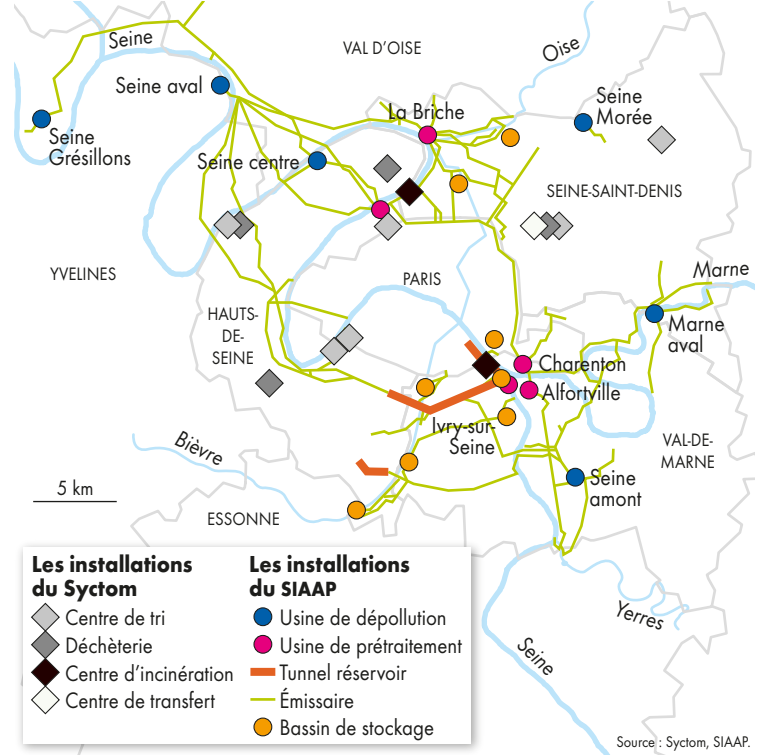 Seine
VAL D'OISE
Oise
Seine aval
La Briche
Seine
Morée
Seine
Grésillons
Seine centre
SEINE-SAINT-DENIS
YVELINES
PARIS
Marne
HAUTS-
DE-
SEINE
Marne
aval
Charenton
Alfortville
Ivry-sur-
Seine
Bièvre
VAL-DE-
MARNE
5 km
Seine
amont
ESSONNE
Yerres
Seine
Les installations
du Syctom
Centre de tri
Déchèterie
Centre d'incinération
Centre de transfert
Les installations
du SIAAP
Usine de dépollution
Usine de prétraitement
Tunnel réservoir
Émissaire
Bassin de stockage
Source : Syctom, SIAAP.